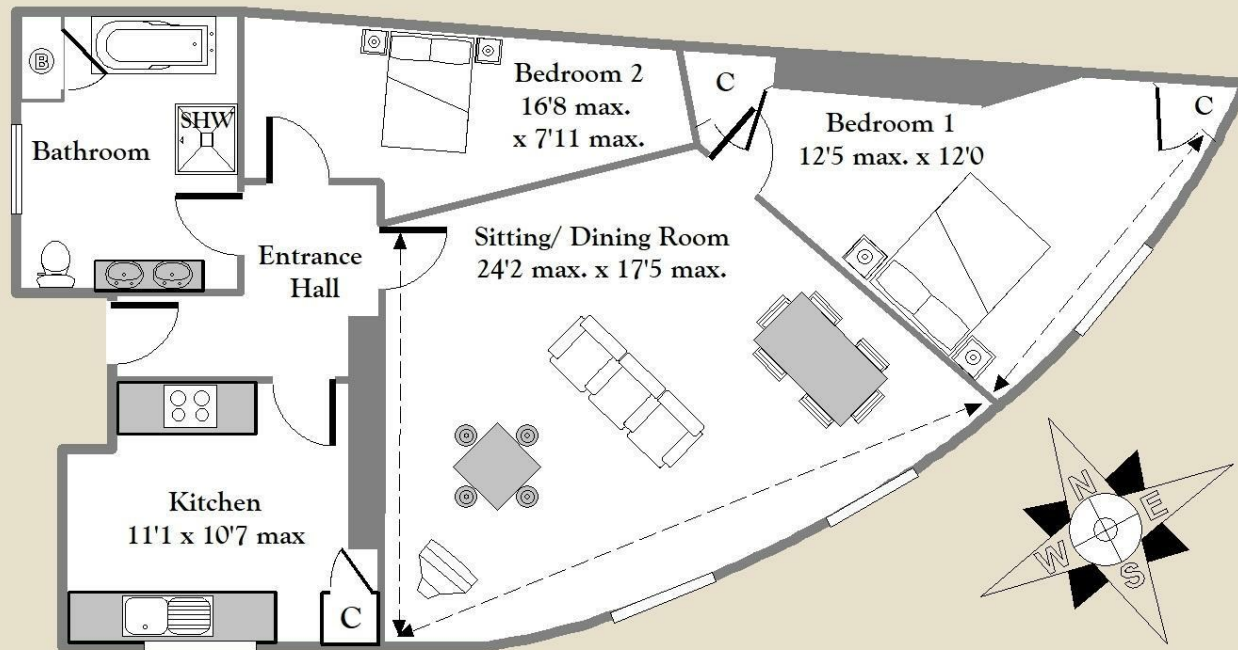 B
SHW
Bathroom
Bedroom 2
16'8 max.
x 7'11 max.
C
Bedroom 1
12'5 max. x 12'0
C
Entrance
Hall
Sitting/ Dining Room
24'2 max. x 17'5 max.
Kitchen
11'1 x 10'7 max
C
N
E
W
S